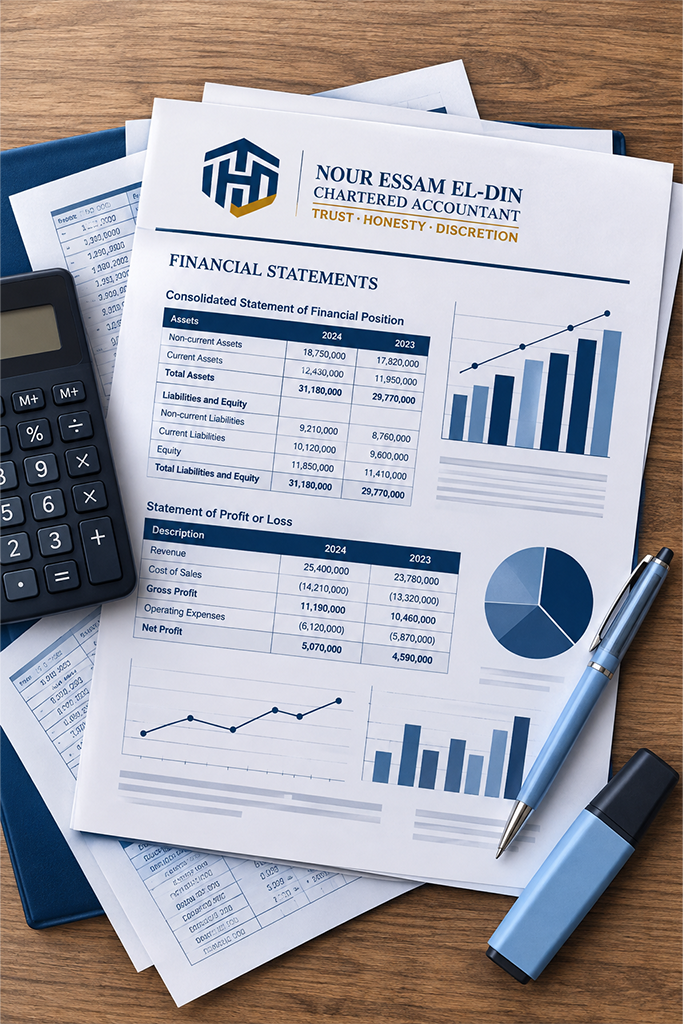 NOUR ESSAM EL-DIN
CHARTERED ACCOUNTANT
TRUST · HONESTY · DISCRETION
FINANCIAL STATEMENTS
Consolidated Statement of Financial Position
Assets 2024 2023
Non-current Assets 18,750,000 17,820,000
Current Assets 12,430,000 11,950,000
Total Assets 31,180,000 29,770,000
Liabilities and Equity
Non-current Liabilities 9,210,000 8,760,000
Current Liabilities 10,120,000 9,600,000
Equity 11,850,000 11,410,000
Total Liabilities and Equity 31,180,000 29,770,000
Statement of Profit or Loss
Description 2024 2023
Revenue 25,400,000 23,780,000
Cost of Sales (14,210,000) (13,320,000)
Gross Profit 11,190,000 10,460,000
Operating Expenses (6,120,000) (5,870,000)
Net Profit 5,070,000 4,590,000
M+ M+
% ÷
9 ×
5 6 ×
2 3 +
· =